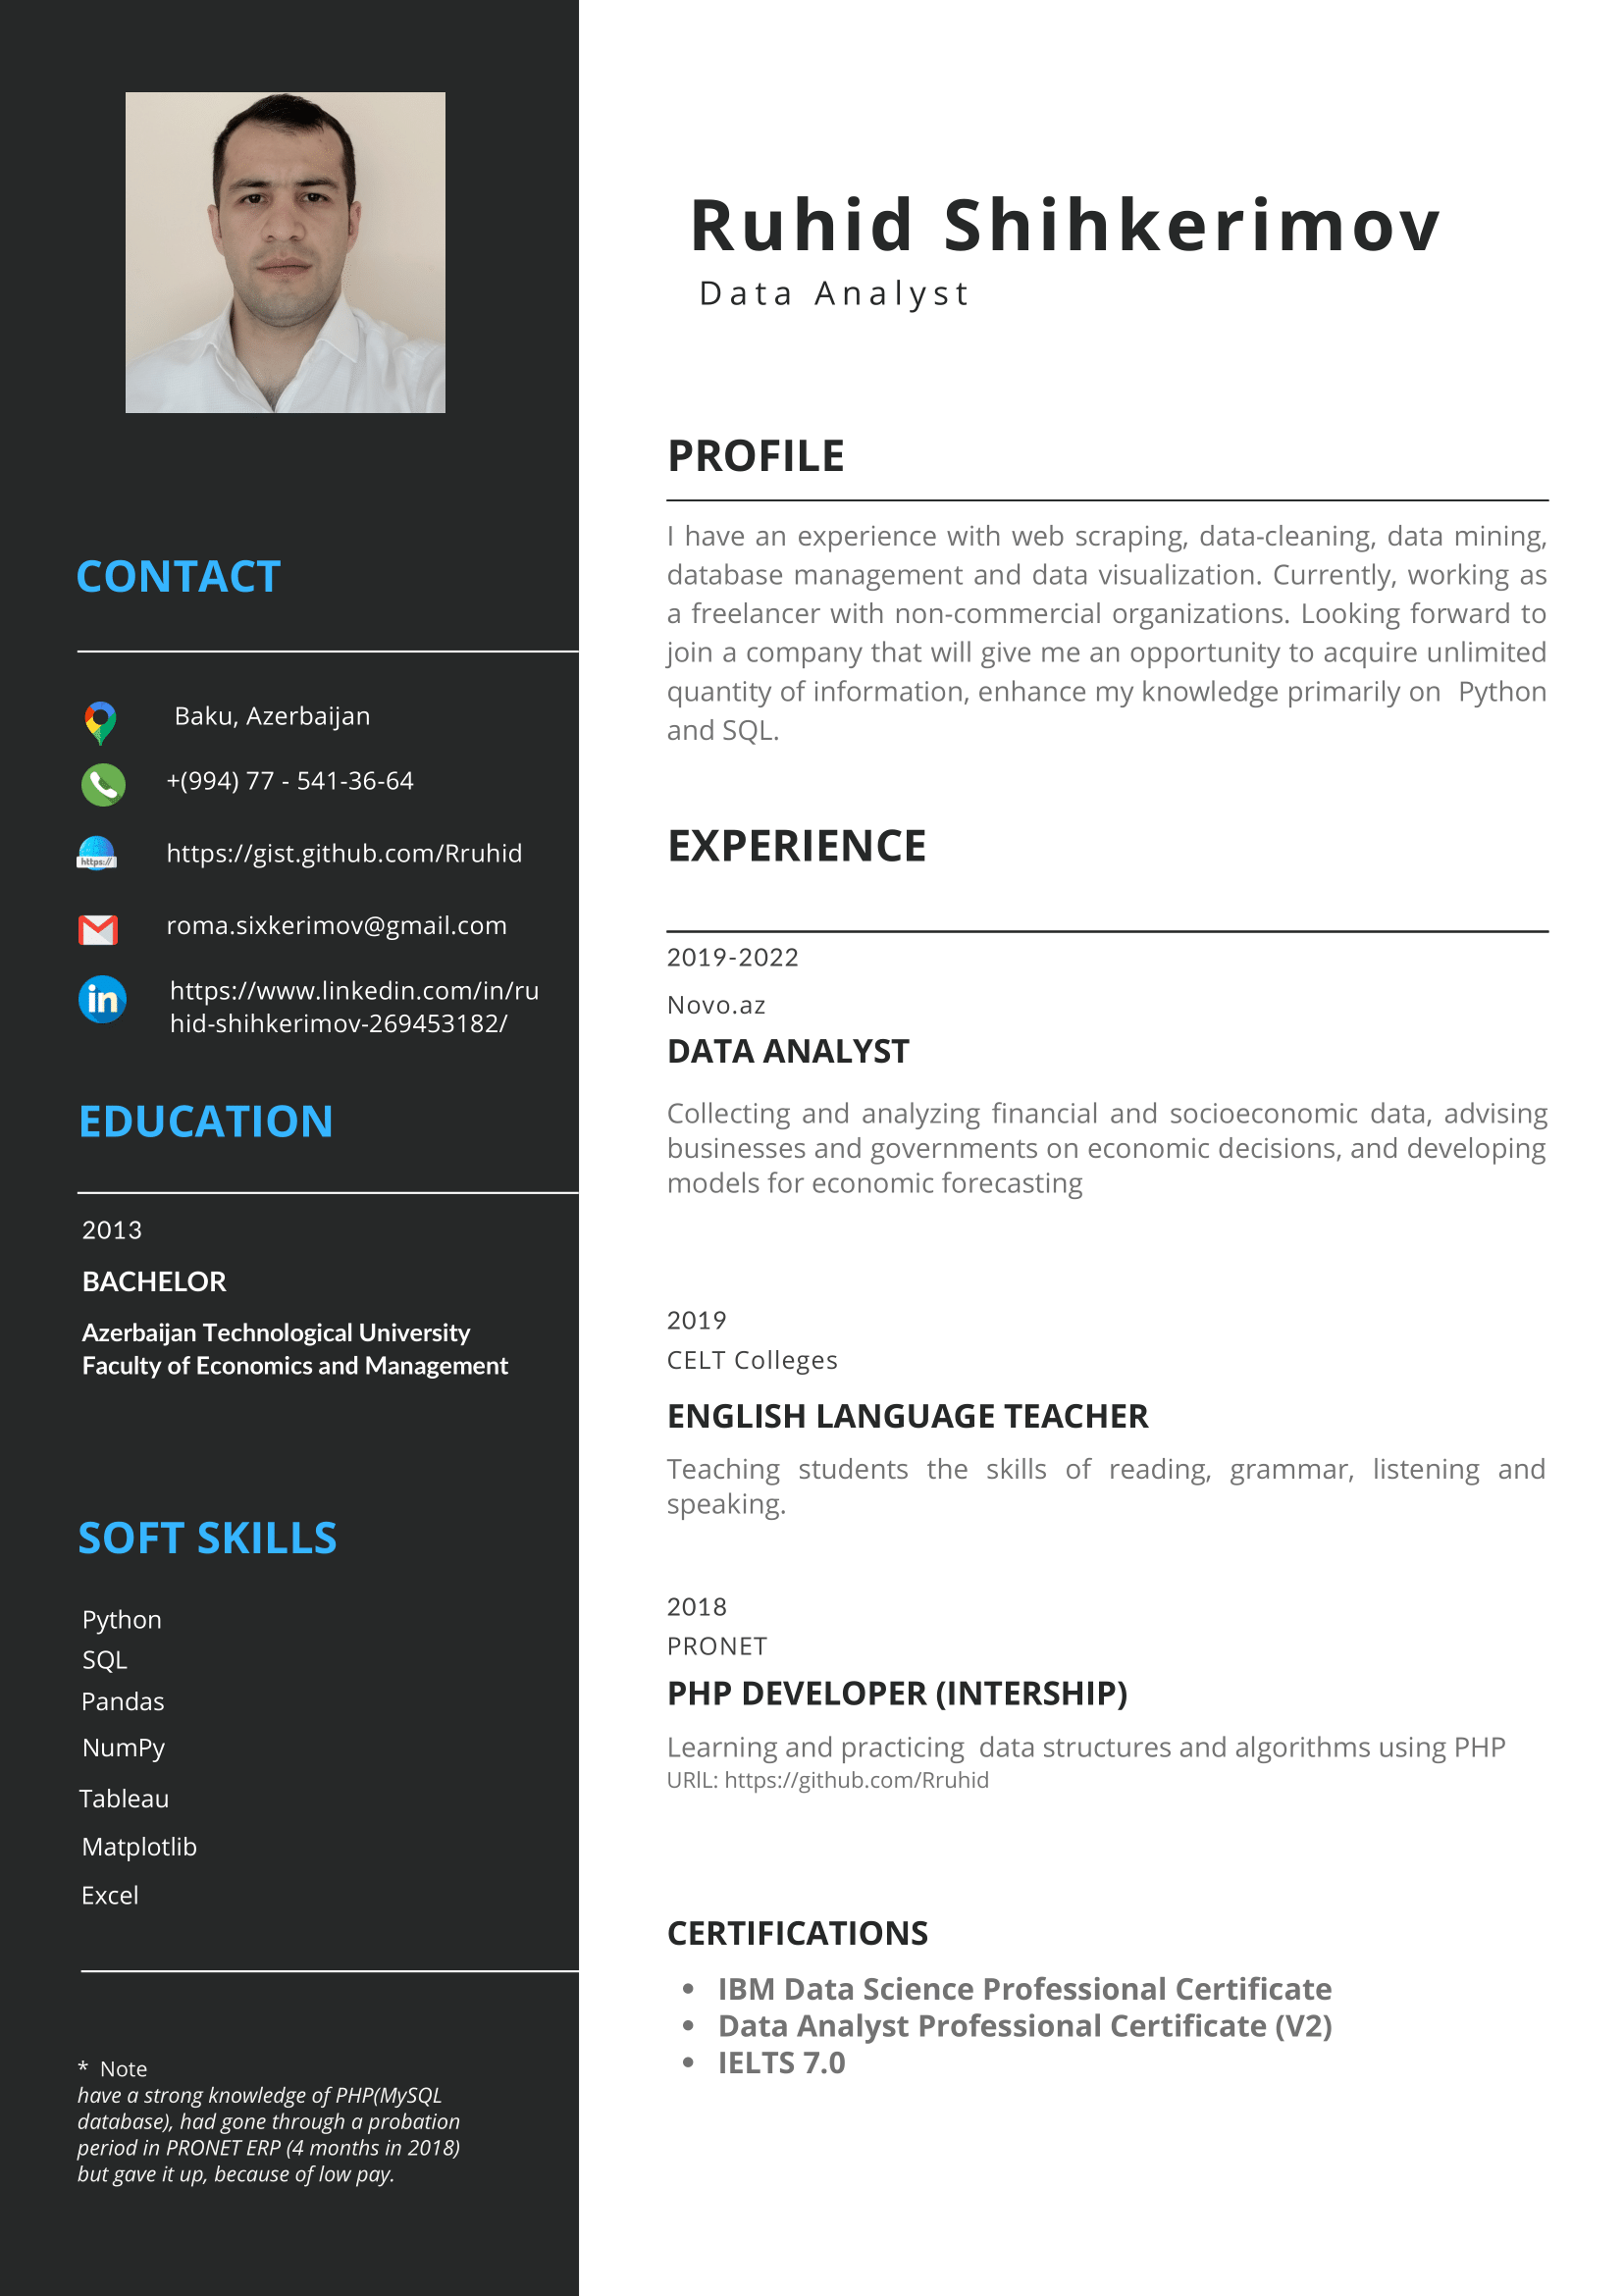 Ruhid Shihkerimov
Data Analyst
CONTACT
Baku, Azerbaijan
+(994) 77 - 541-36-64
https://
https://gist.github.com/Rruhid
roma.sixkerimov@gmail.com
in
https://www.linkedin.com/in/ru
hid-shihkerimov-269453182/
EDUCATION
2013
BACHELOR
Azerbaijan Technological University
Faculty of Economics and Management
SOFT SKILLS
Python
SQL
Pandas
NumPy
Tableau
Matplotlib
Excel
* Note
have a strong knowledge of PHP(MySQL
database), had gone through a probation
period in PRONET ERP (4 months in 2018)
but gave it up, because of low pay.
PROFILE
I have an experience with web scraping, data-cleaning, data mining,
database management and data visualization. Currently, working as
a freelancer with non-commercial organizations. Looking forward to
join a company that will give me an opportunity to acquire unlimited
quantity of information, enhance my knowledge primarily on Python
and SQL.
EXPERIENCE
2019-2022
Novo.az
DATA ANALYST
Collecting and analyzing financial and socioeconomic data, advising
businesses and governments on economic decisions, and developing
models for economic forecasting
2019
CELT Colleges
ENGLISH LANGUAGE TEACHER
Teaching students the skills of reading, grammar, listening and
speaking.
2018
PRONET
PHP DEVELOPER (INTERSHIP)
Learning and practicing data structures and algorithms using PHP
URIL: https://github.com/Rruhid
CERTIFICATIONS
• IBM Data Science Professional Certificate
• Data Analyst Professional Certificate (V2)
• IELTS 7.0